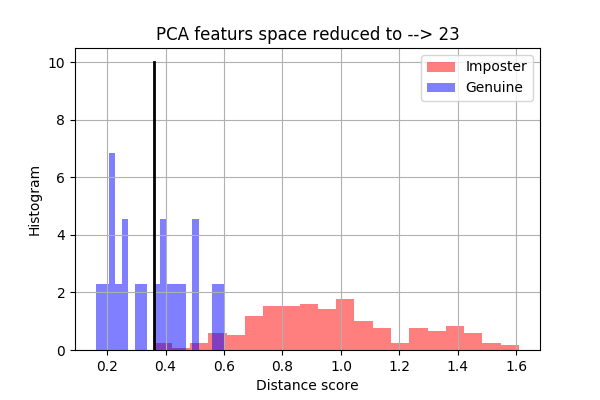 PCA featurs space reduced to --> 23
Imposter
Genuine
Histogram
10
8
6
4
2
0
0.2 0.4 0.6 0.8 1.0 1.2 1.4 1.6
Distance score